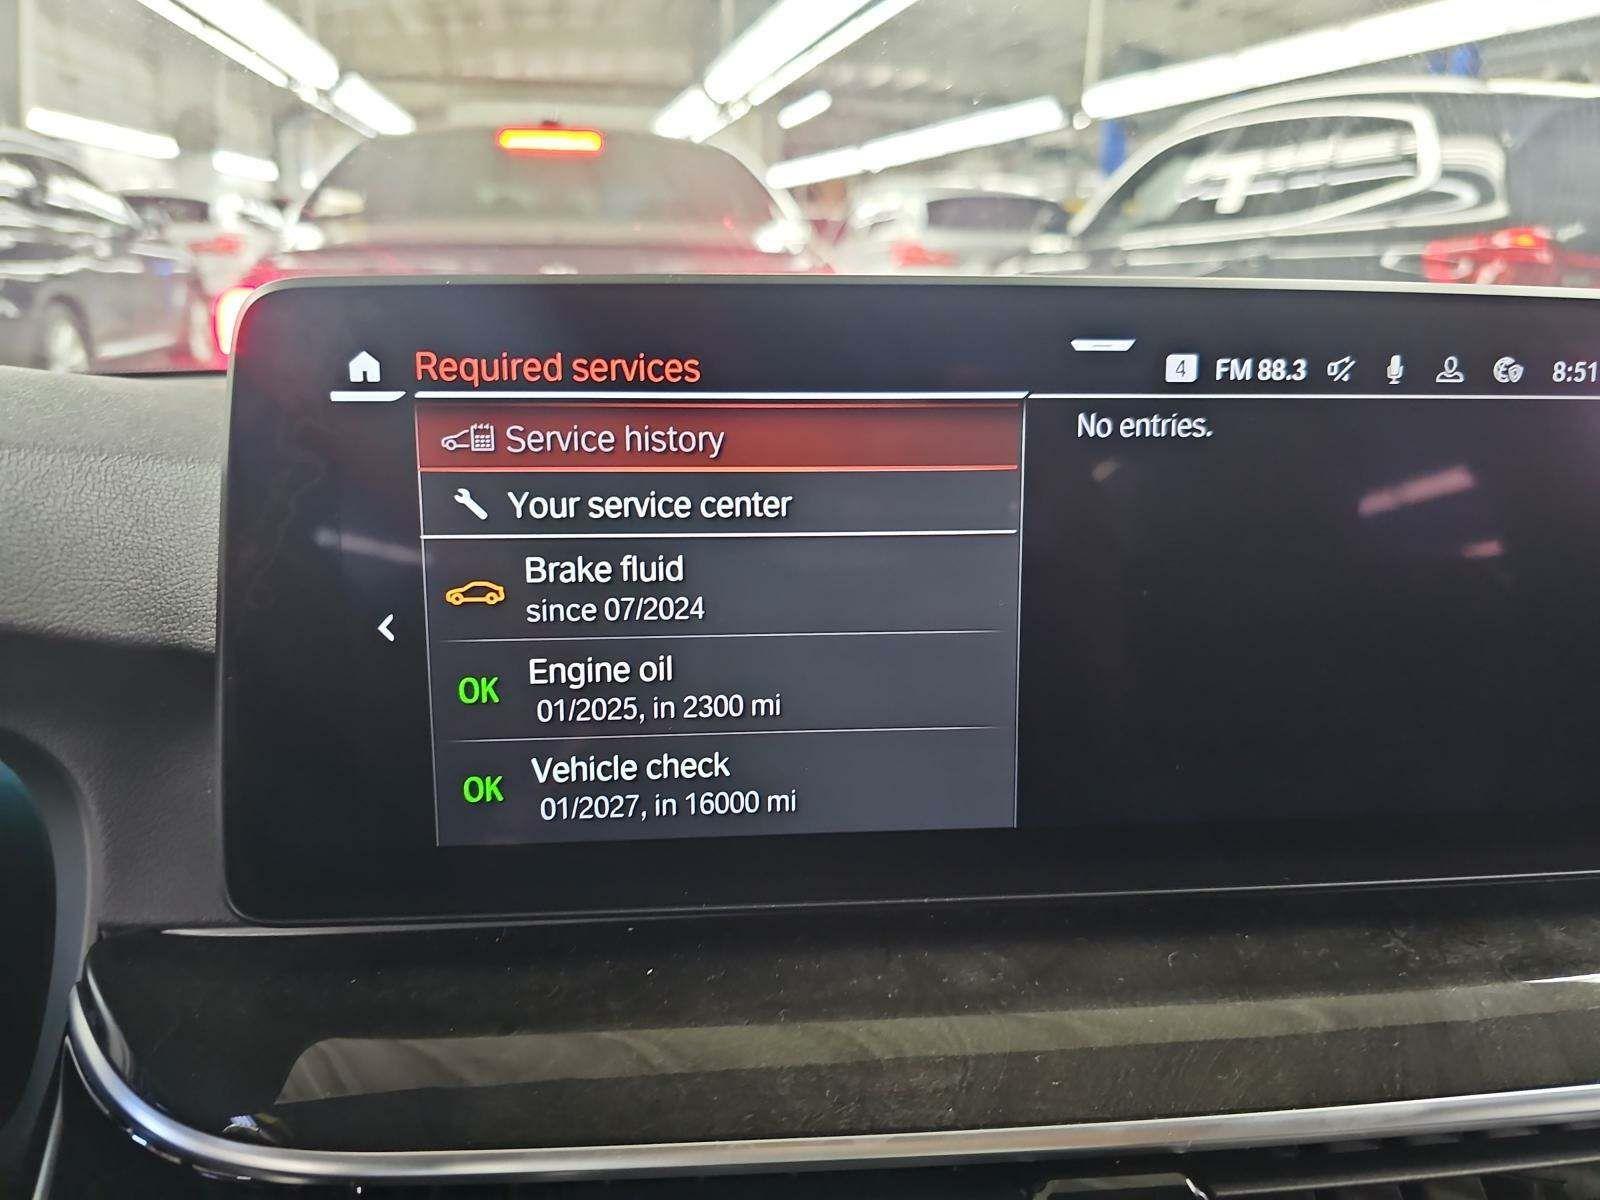 Required services
4 FM 88.3 8:51
Service history
No entries.
Your service center
Brake fluid
since 07/2024
OK Engine oil
01/2025, in 2300 mi
OK Vehicle check
01/2027, in 16000 mi